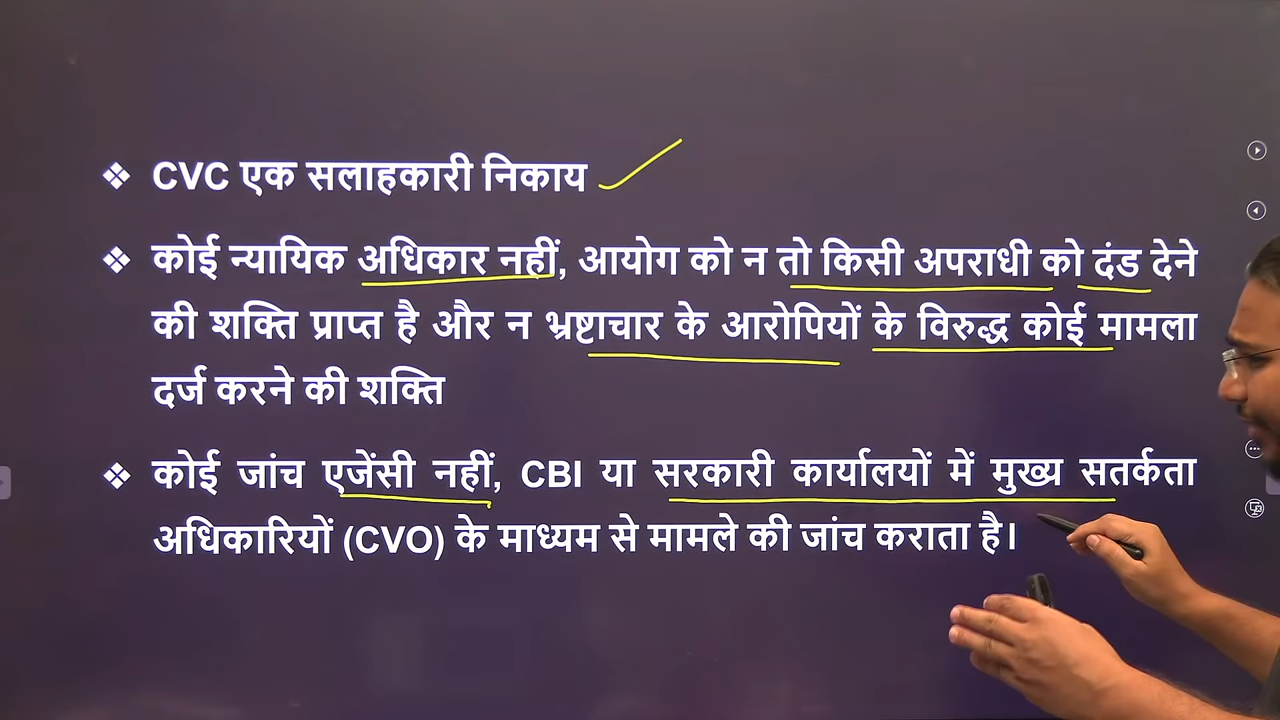 ❖ CVC एक सलाहकारी निकाय
❖ कोई न्यायिक अधिकार नहीं, आयोग को न तो किसी अपराधी को दंड देने
की शक्ति प्राप्त है और न भ्रष्टाचार के आरोपियों के विरुद्ध कोई मामला
दर्ज करने की शक्ति
❖ कोई जांच एजेंसी नहीं, CBI या सरकारी कार्यालयों में मुख्य सतर्कता
अधिकारियों (CVO) के माध्यम से मामले की जांच कराता है।